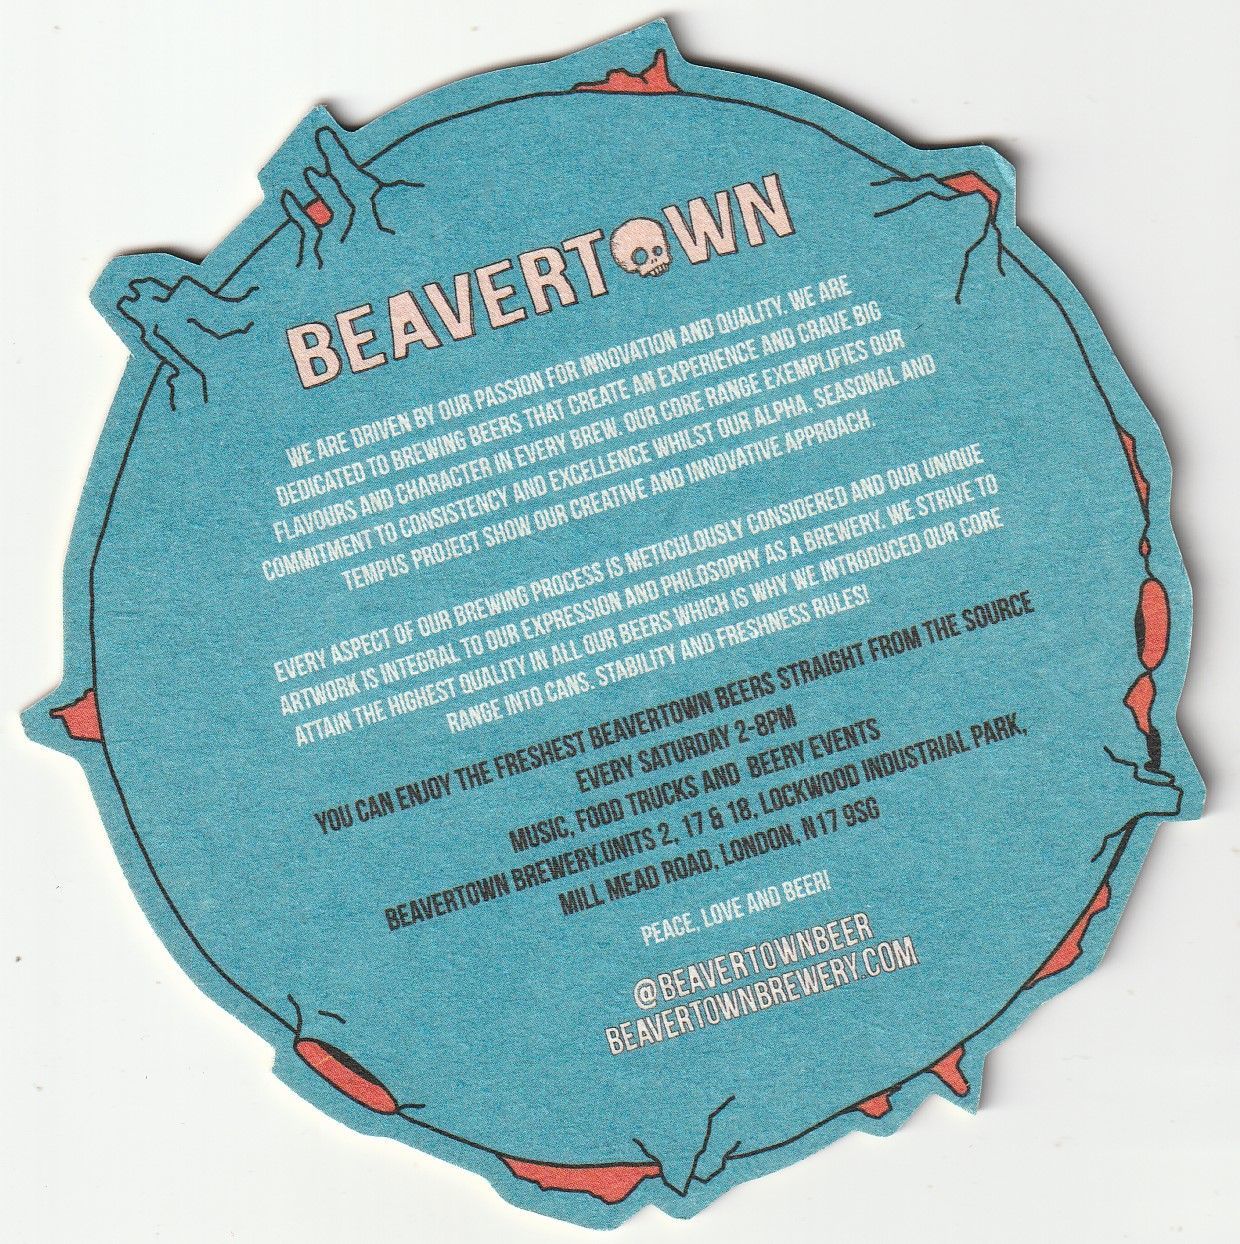 BEAVERTOWN
WE ARE DRIVEN BY OUR PASSION FOR INNOVATION AND QUALITY. WE ARE
DEDICATED TO BREWING BEERS THAT CREATE AN EXPERIENCE AND CRAVE BIG
FLAVOURS AND CHARACTER IN EVERY BREW. OUR CORE RANGE EXEMPLIFIES OUR
COMMITMENT TO CONSISTENCY AND EXCELLENCE WHILST OUR ALPHA, SEASONAL AND
TEMPUS PROJECT SHOW OUR CREATIVE AND INNOVATIVE APPROACH.
EVERY ASPECT OF OUR BREWING PROCESS IS METICULOUSLY CONSIDERED AND OUR UNIQUE
ARTWORK IS INTEGRAL TO OUR EXPRESSION AND PHILOSOPHY AS A BREWERY. WE STRIVE TO
ATTAIN THE HIGHEST QUALITY IN ALL OUR BEERS WHICH IS WHY WE INTRODUCED OUR CORE
RANGE INTO CANS. STABILITY AND FRESHNESS RULES!
YOU CAN ENJOY THE FRESHEST BEAVERTOWN BEERS STRAIGHT FROM THE SOURCE
EVERY SATURDAY 2-8PM
MUSIC, FOOD TRUCKS AND BEERY EVENTS
BEAVERTOWN BREWERY.UNITS 2, 17 & 18, LOCKWOOD INDUSTRIAL PARK,
MILL MEAD ROAD, LONDON, N17 9SG
PEACE, LOVE AND BEER!
@BEAVERTOWNBEER
BEAVERTOWNBREWERY.COM